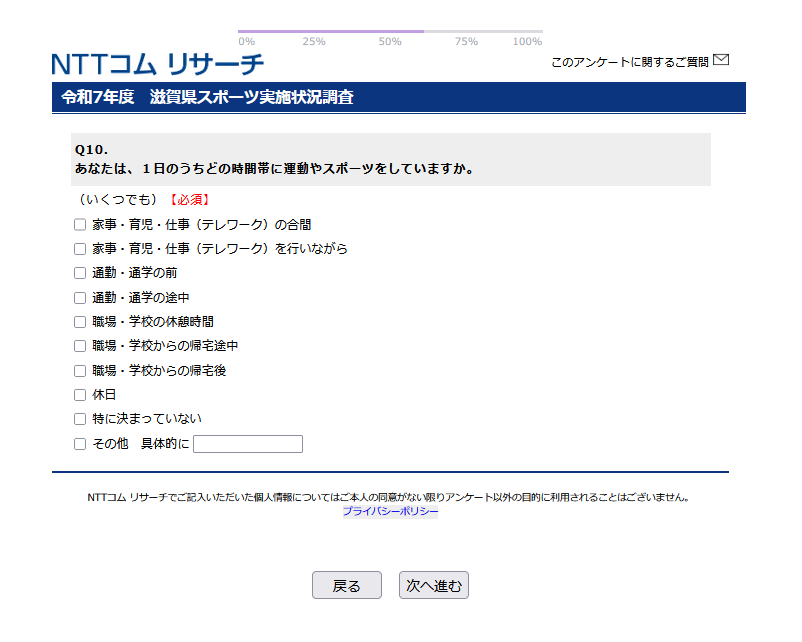 0% 25% 50% 75% 100%
NTTコム リサーチ
このアンケートに関するご質問
令和7年度 滋賀県スポーツ実施状況調査
Q10.
あなたは、１日のうちどの時間帯に運動やスポーツをしていますか。
（いくつでも）【必須】
家事・育児・仕事（テレワーク）の合間
家事・育児・仕事（テレワーク）を行いながら
通勤・通学の前
通勤・通学の途中
職場・学校の休憩時間
職場・学校からの帰宅途中
職場・学校からの帰宅後
休日
特に決まっていない
その他　具体的に
NTTコム リサーチでご記入いただいた個人情報についてはご本人の同意がない限りアンケート以外の目的に利用されることはございません。
プライバシーポリシー
戻る 次へ進む